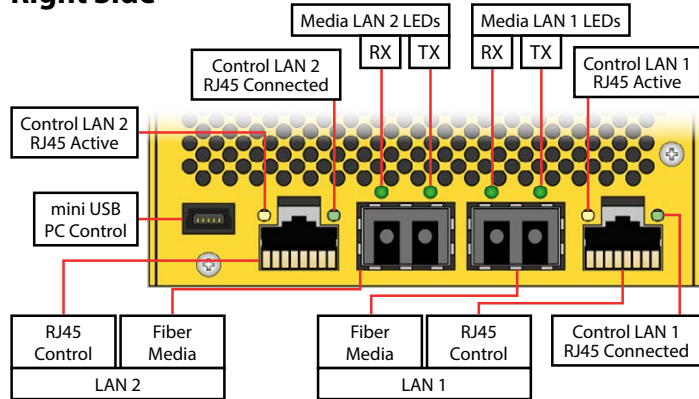 Right Side
Media LAN 2 LEDs
RX
TX
Media LAN 1 LEDs
RX
TX
Control LAN 2
RJ45 Connected
Control LAN 1
RJ45 Active
Control LAN 2
RJ45 Active
mini USB
PC Control
RJ45
Control
Fiber
Media
LAN 2
Fiber
Media
RJ45
Control
LAN 1
Control LAN 1
RJ45 Connected